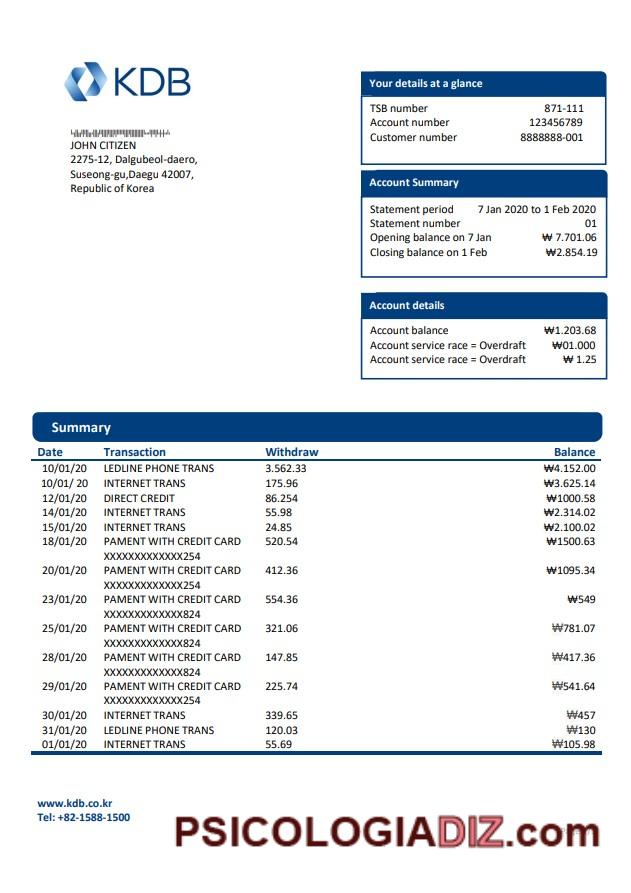 KDB
JOHN CITIZEN
2275-12, Dalgubeol-daero,
Suseong-gu,Daegu 42007,
Republic of Korea
Your details at a glance
TSB number 871-111
Account number 123456789
Customer number 8888888-001
Account Summary
Statement period 7 Jan 2020 to 1 Feb 2020
Statement number 01
Opening balance on 7 Jan ₩ 7.701.06
Closing balance on 1 Feb ₩2.854.19
Account details
Account balance ₩1.203.68
Account service race = Overdraft ₩01.000
Account service race = Overdraft ₩ 1.25
Summary
Date Transaction Withdraw Balance
10/01/20 LEDLINE PHONE TRANS 3.562.33 ₩4.152.00
10/01/ 20 INTERNET TRANS 175.96 ₩3.625.14
12/01/20 DIRECT CREDIT 86.254 ₩1000.58
14/01/20 INTERNET TRANS 55.98 ₩2.314.02
15/01/20 INTERNET TRANS 24.85 ₩2.100.02
18/01/20 PAMENT WITH CREDIT CARD 520.54 ₩1500.63
XXXXXXXXXXXXX254
20/01/20 PAMENT WITH CREDIT CARD 412.36 ₩1095.34
XXXXXXXXXXXXX254
23/01/20 PAMENT WITH CREDIT CARD 554.36 ₩549
XXXXXXXXXXXXX824
25/01/20 PAMENT WITH CREDIT CARD 321.06 ₩781.07
XXXXXXXXXXXXX824
28/01/20 PAMENT WITH CREDIT CARD 147.85 ₩417.36
XXXXXXXXXXXXX824
29/01/20 PAMENT WITH CREDIT CARD 225.74 ₩541.64
XXXXXXXXXXXXX254
30/01/20 INTERNET TRANS 339.65 ₩457
31/01/20 LEDLINE PHONE TRANS 120.03 ₩130
01/01/20 INTERNET TRANS 55.69 ₩105.98
www.kdb.co.kr
Tel: +82-1588-1500
PSICOLOGIADIZ.com